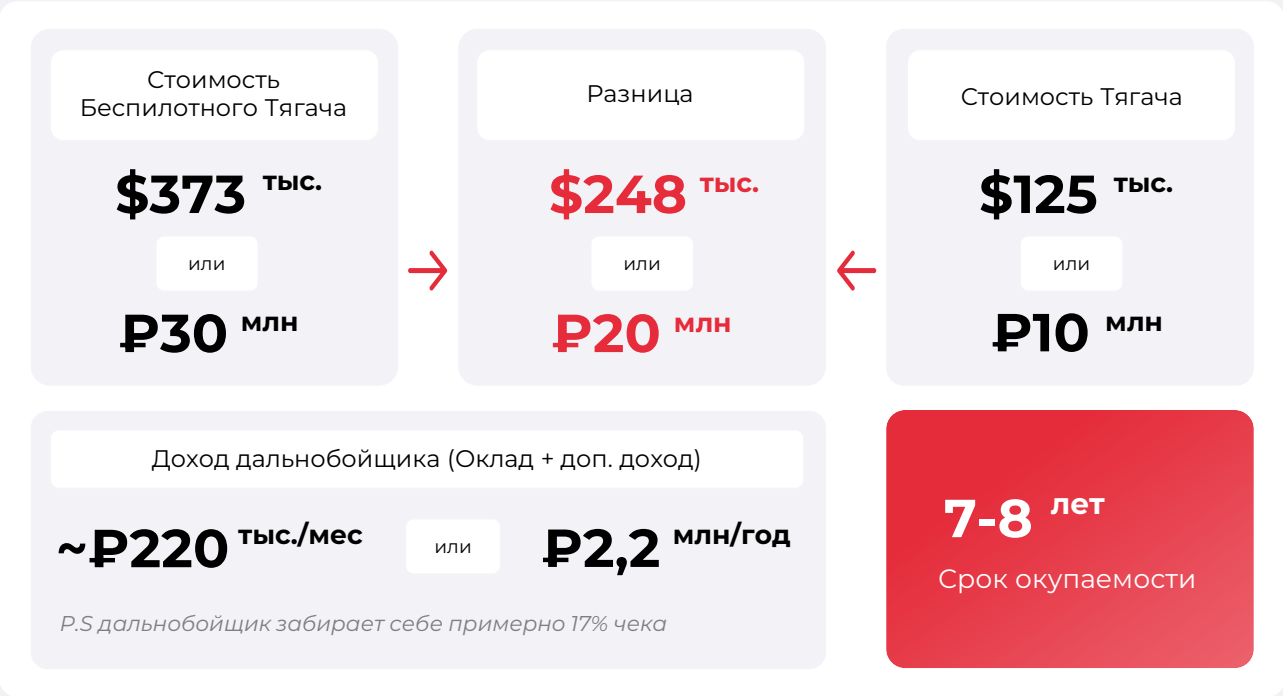 Стоимость
Беспилотного Тягача
$373 тыс.
или
₽30 млн
Разница
$248 тыс.
или
₽20 млн
Стоимость Тягача
$125 тыс.
или
₽10 млн
Доход дальнобойщика (Оклад + доп. доход)
~₽220 тыс./мес или ₽2,2 млн/год
P.S дальнобойщик забирает себе примерно 17% чека
7-8 лет
Срок окупаемости